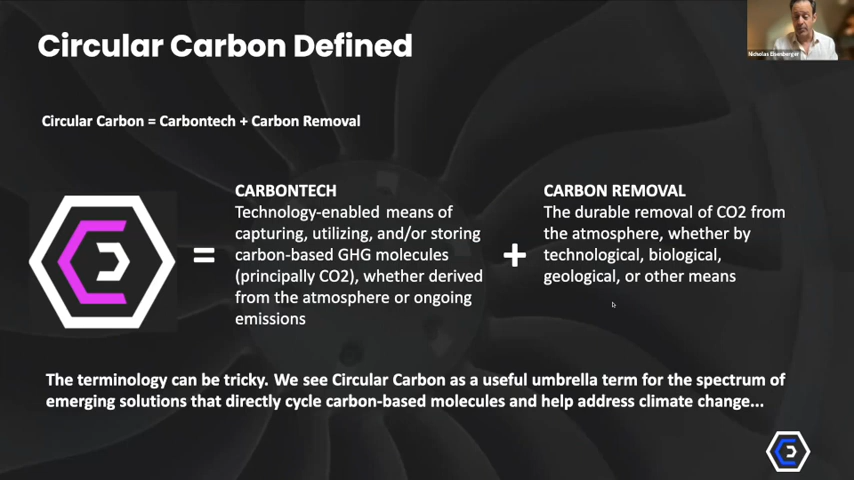 Circular Carbon Defined
Nicholas Eisenberger
Circular Carbon = Carbontech + Carbon Removal
=
CARBONTECH
Technology-enabled means of
capturing, utilizing, and/or storing
carbon-based GHG molecules
(principally CO2), whether derived
from the atmosphere or ongoing
emissions
+
CARBON REMOVAL
The durable removal of CO2 from
the atmosphere, whether by
technological, biological,
geological, or other means
The terminology can be tricky. We see Circular Carbon as a useful umbrella term for the spectrum of
emerging solutions that directly cycle carbon-based molecules and help address climate change...